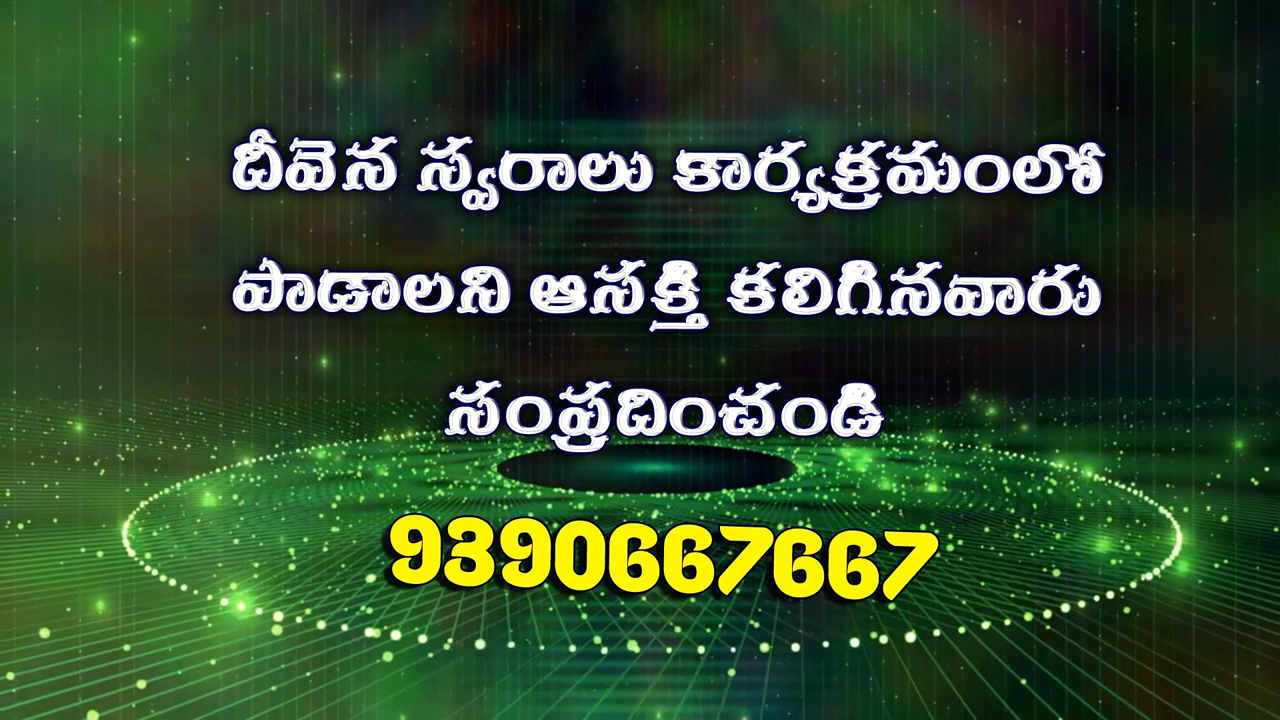 దీవెన స్వరాలు కార్యక్రమంలో
పాడాలని ఆసక్తి కలిగినవారు
సంప్రదించండి
9390667667